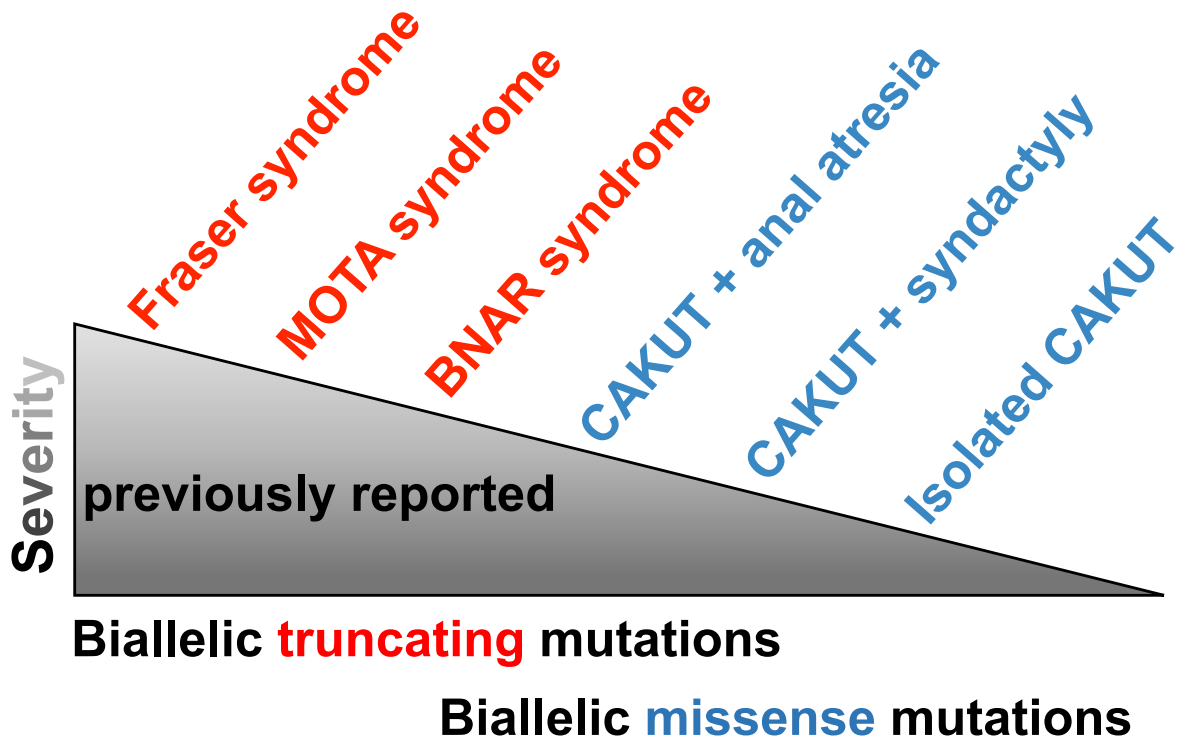 Fraser syndrome
MOTA syndrome
BNAR syndrome
CAKUT + anal atresia
CAKUT + syndactyly
Isolated CAKUT
Severity
previously reported
Biallelic truncating mutations
Biallelic missense mutations